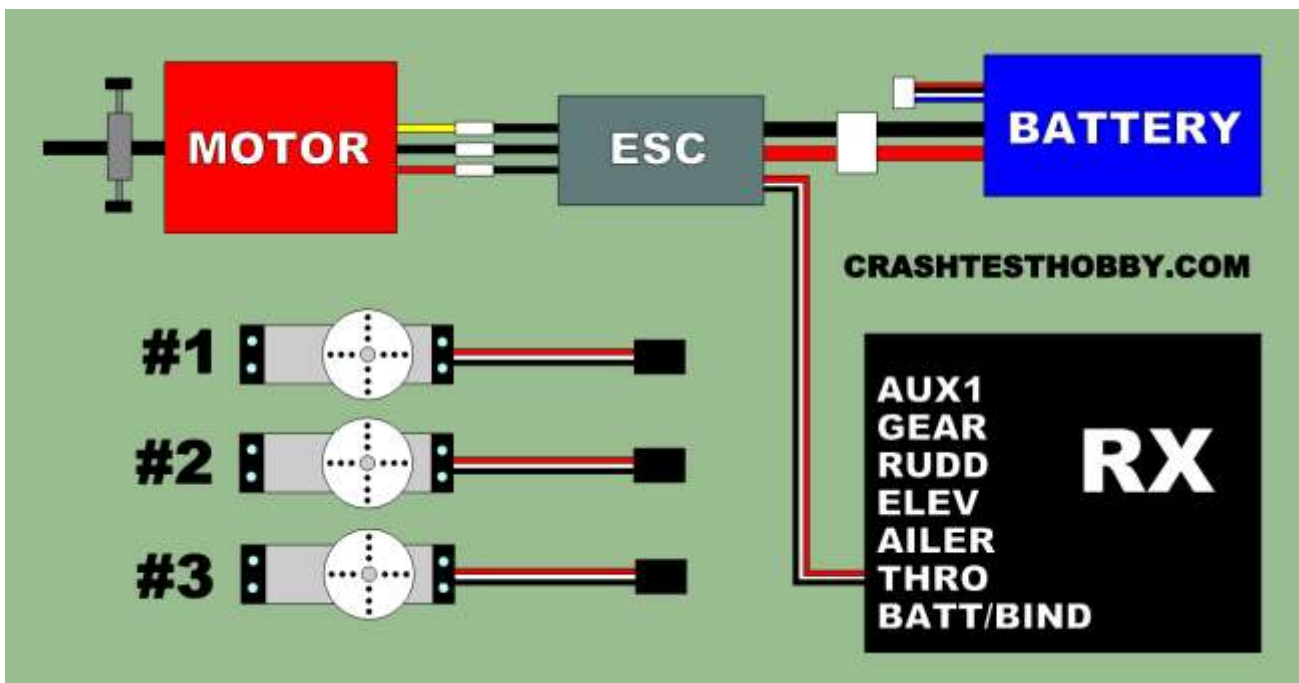 MOTOR
ESC
BATTERY
CRASHTESTHOBBY.COM
#1
#2
#3
AUX1
GEAR
RUDD
ELEV
AILER
THRO
BATT/BIND
RX